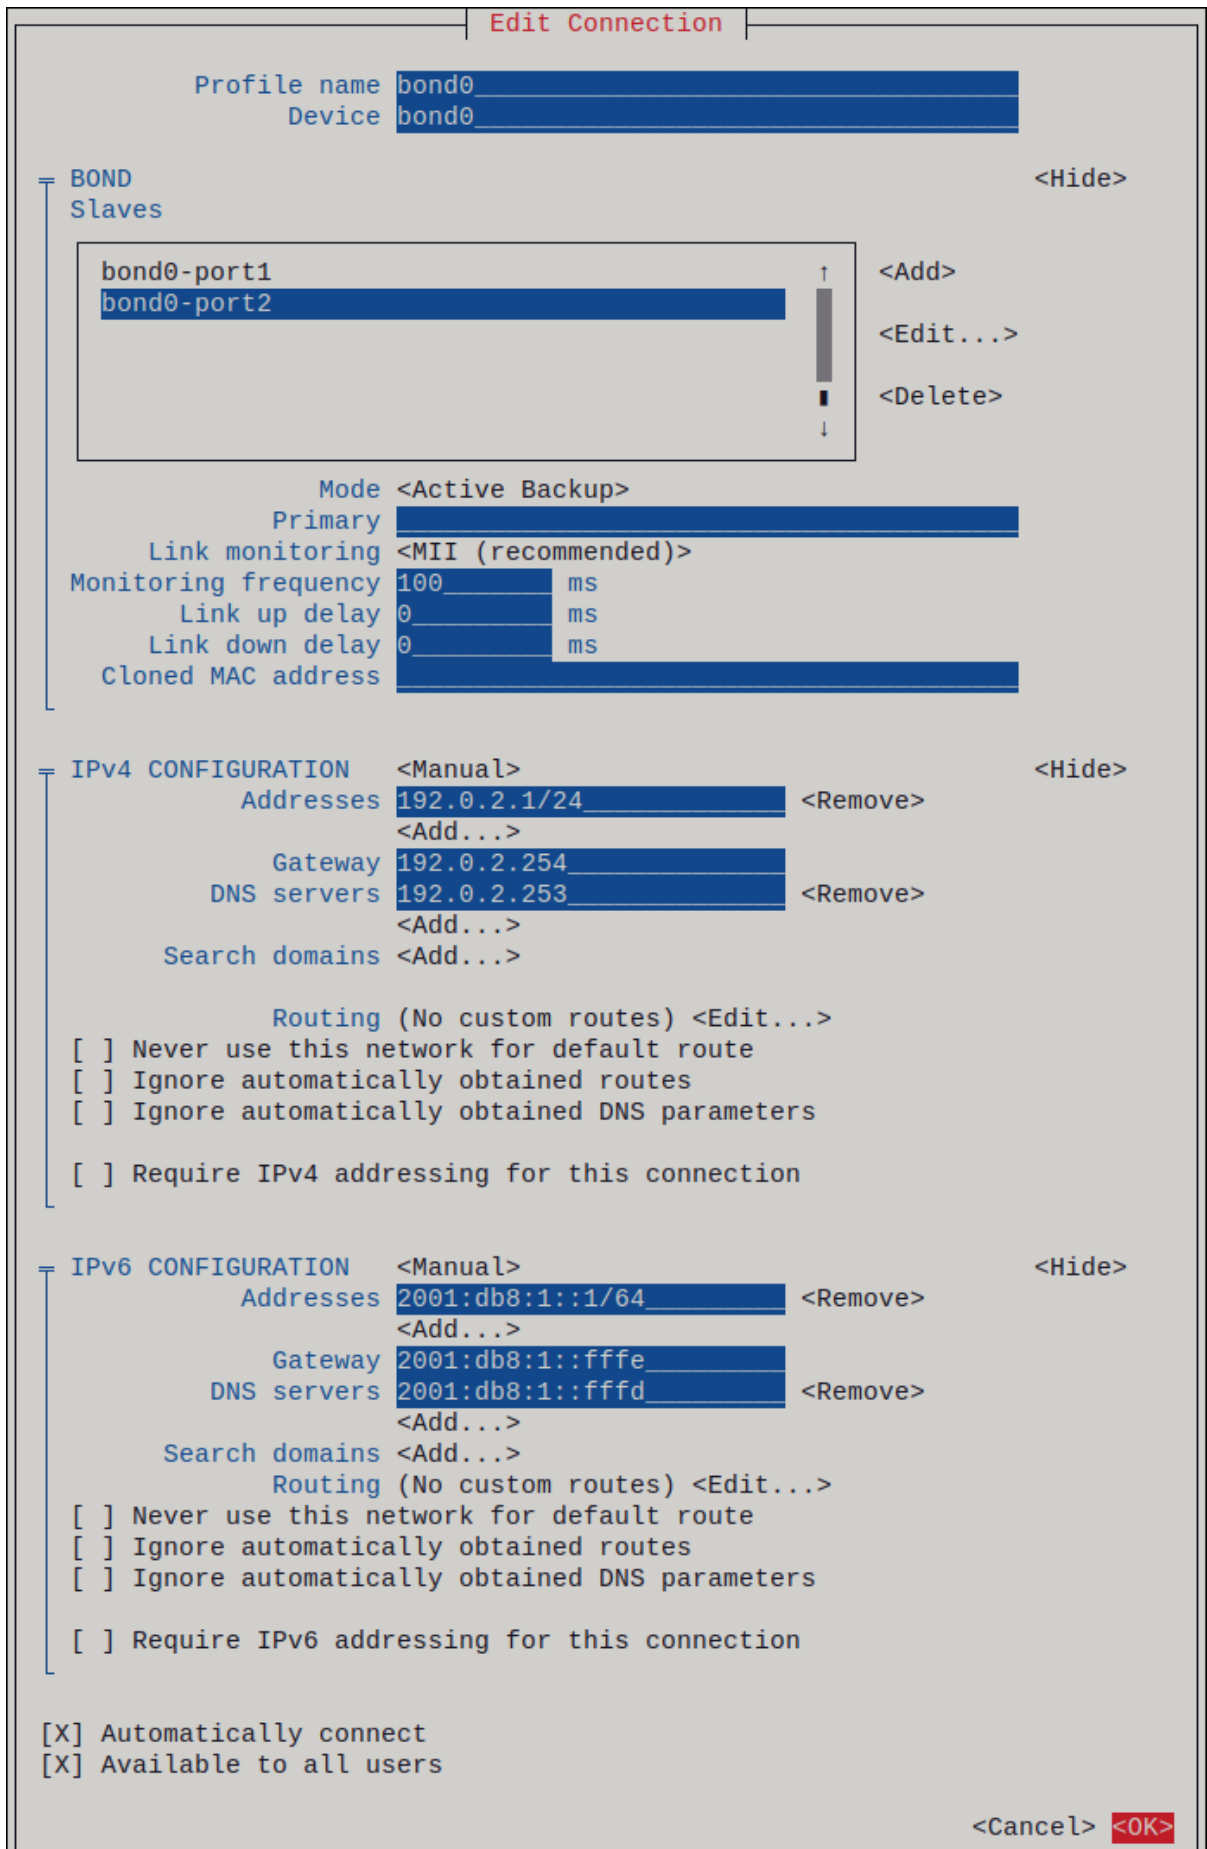 Edit Connection
Profile name bond0
Device bond0
BOND <Hide>
Slaves
bond0-port1 ↑ <Add>
bond0-port2
<Edit...>
<Delete>
↓
Mode <Active Backup>
Primary
Link monitoring <MII (recommended)>
Monitoring frequency 100 ms
Link up delay 0 ms
Link down delay 0 ms
Cloned MAC address
IPv4 CONFIGURATION <Manual> <Hide>
Addresses 192.0.2.1/24 <Remove>
<Add...>
Gateway 192.0.2.254
DNS servers 192.0.2.253 <Remove>
<Add...>
Search domains <Add...>
Routing (No custom routes) <Edit...>
[ ] Never use this network for default route
[ ] Ignore automatically obtained routes
[ ] Ignore automatically obtained DNS parameters
[ ] Require IPv4 addressing for this connection
IPv6 CONFIGURATION <Manual> <Hide>
Addresses 2001:db8:1::1/64 <Remove>
<Add...>
Gateway 2001:db8:1::fffe
DNS servers 2001:db8:1::fffd <Remove>
<Add...>
Search domains <Add...>
Routing (No custom routes) <Edit...>
[ ] Never use this network for default route
[ ] Ignore automatically obtained routes
[ ] Ignore automatically obtained DNS parameters
[ ] Require IPv6 addressing for this connection
[X] Automatically connect
[X] Available to all users
<Cancel> <OK>